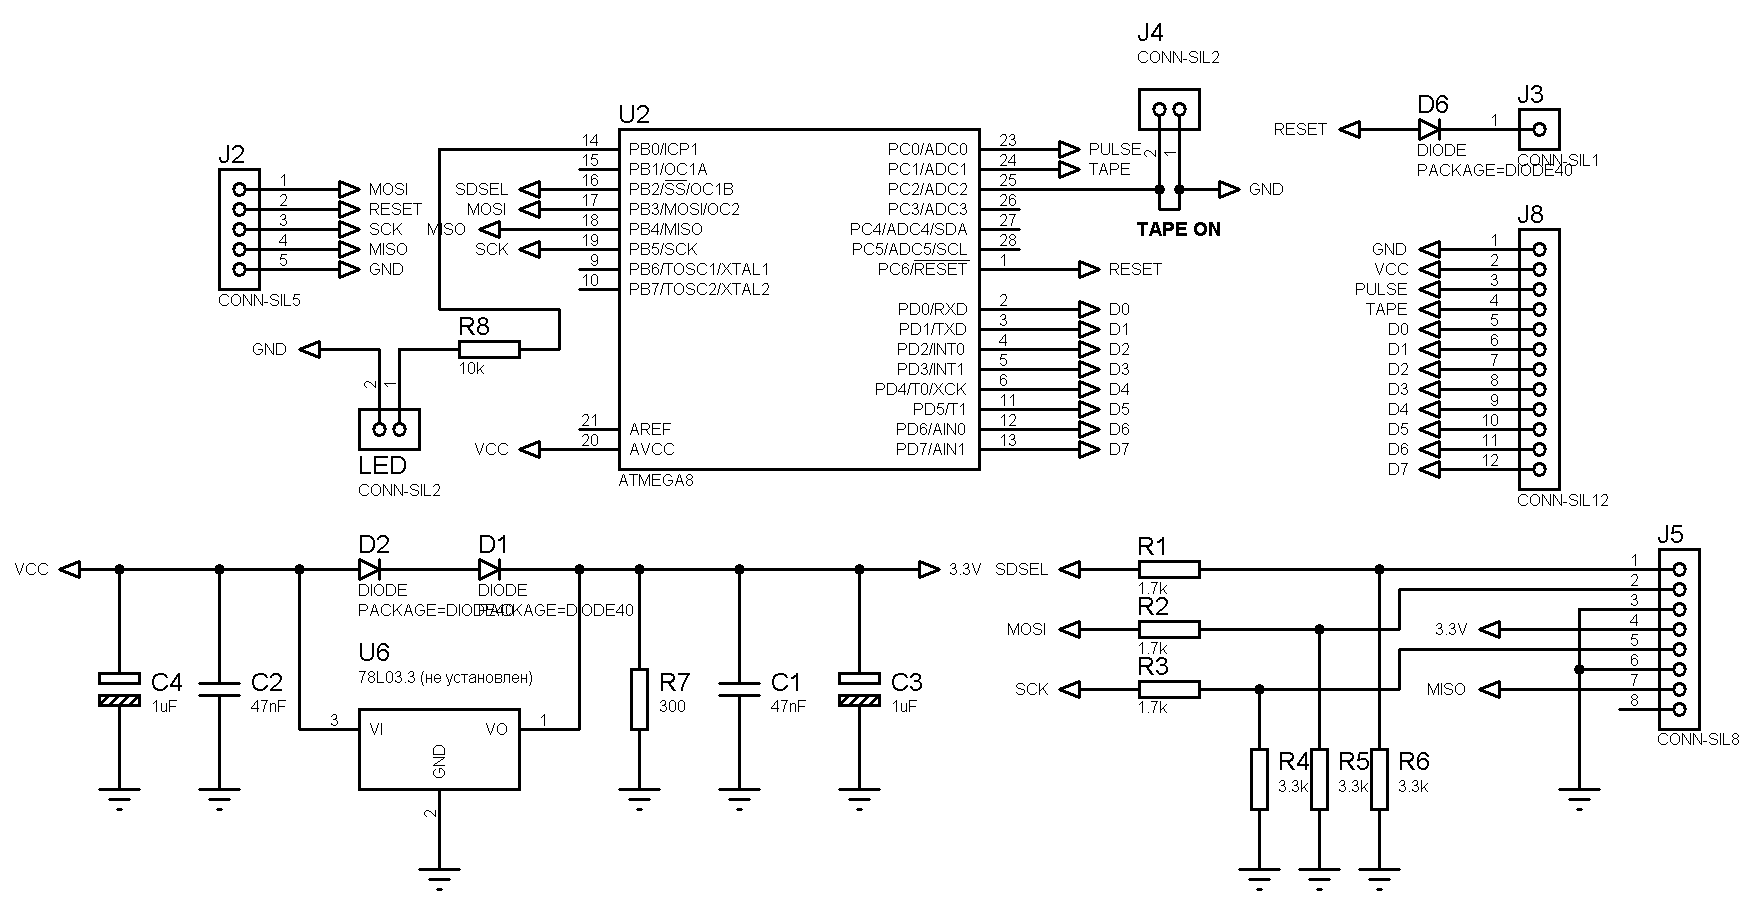 J4
CONN-SIL2
2
1
TAPE ON
GND
D6
DIODE
PACKAGE=DIODE40
RESET
J3
1
CONN-SIL1
J2
1 MOSI
2 RESET
3 SCK
4 MISO
5 GND
CONN-SIL5
U2
14 PB0/ICP1
15 PB1/OC1A
SDSEL 16 PB2/SS/OC1B
MOSI 17 PB3/MOSI/OC2
MISO 18 PB4/MISO
SCK 19 PB5/SCK
9 PB6/TOSC1/XTAL1
10 PB7/TOSC2/XTAL2
21 AREF
VCC 20 AVCC
PC0/ADC0 23 PULSE
PC1/ADC1 24 TAPE
PC2/ADC2 25
PC3/ADC3 26
PC4/ADC4/SDA 27
PC5/ADC5/SCL 28
PC6/RESET 1 RESET
PD0/RXD 2 D0
PD1/TXD 3 D1
PD2/INT0 4 D2
PD3/INT1 5 D3
PD4/T0/XCK 6 D4
PD5/T1 11 D5
PD6/AIN0 12 D6
PD7/AIN1 13 D7
ATMEGA8
R8
10k
GND
2
1
LED
CONN-SIL2
J8
GND 1
VCC 2
PULSE 3
TAPE 4
D0 5
D1 6
D2 7
D3 8
D4 9
D5 10
D6 11
D7 12
CONN-SIL12
VCC
D2
DIODE
PACKAGE=DIODE40
D1
DIODE
PACKAGE=DIODE40
3.3V
U6
78L03.3 (не установлен)
3 VI
VO 1
GND
2
C4
1uF
C2
47nF
R7
300
C1
47nF
C3
1uF
SDSEL
R1
1.7k
MOSI
R2
1.7k
SCK
R3
1.7k
R4
3.3k
R5
3.3k
R6
3.3k
J5
1
2
3
3.3V 4
5
6
MISO 7
8
CONN-SIL8